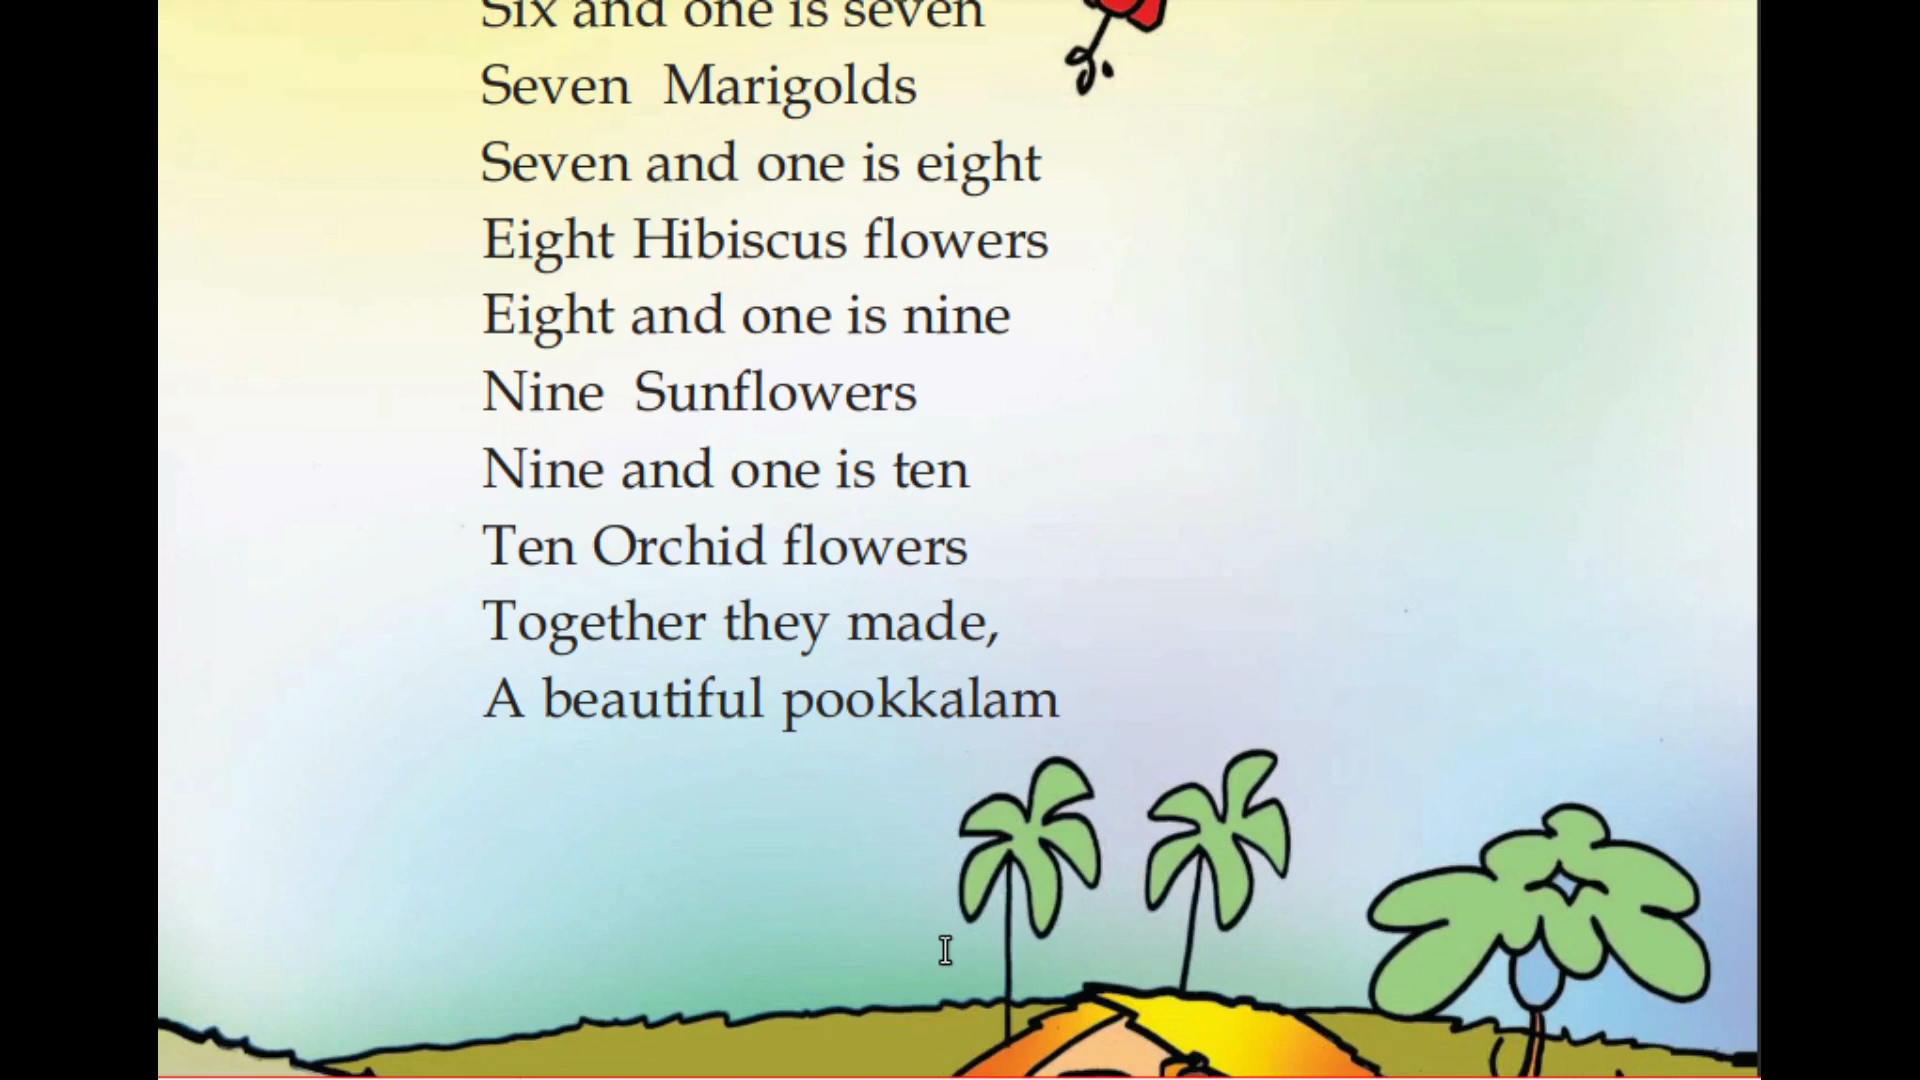 Six and one is seven
Seven Marigolds
Seven and one is eight
Eight Hibiscus flowers
Eight and one is nine
Nine Sunflowers
Nine and one is ten
Ten Orchid flowers
Together they made,
A beautiful pookkalam